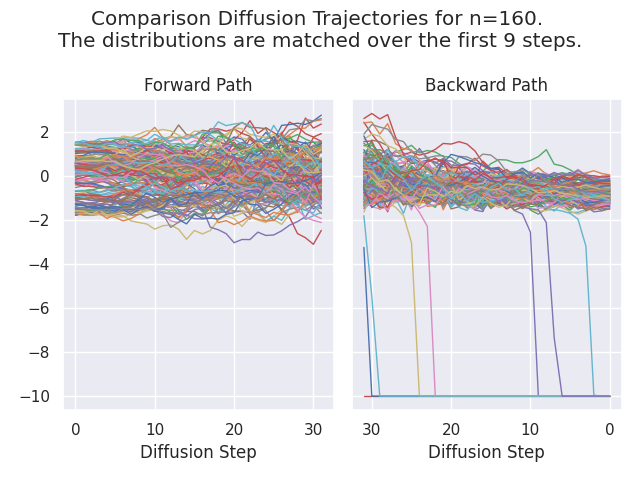 Comparison Diffusion Trajectories for n=160.
The distributions are matched over the first 9 steps.
Forward Path
Backward Path
2
0
−2
−4
−6
−8
−10
0 10 20 30
30 20 10 0
Diffusion Step
Diffusion Step